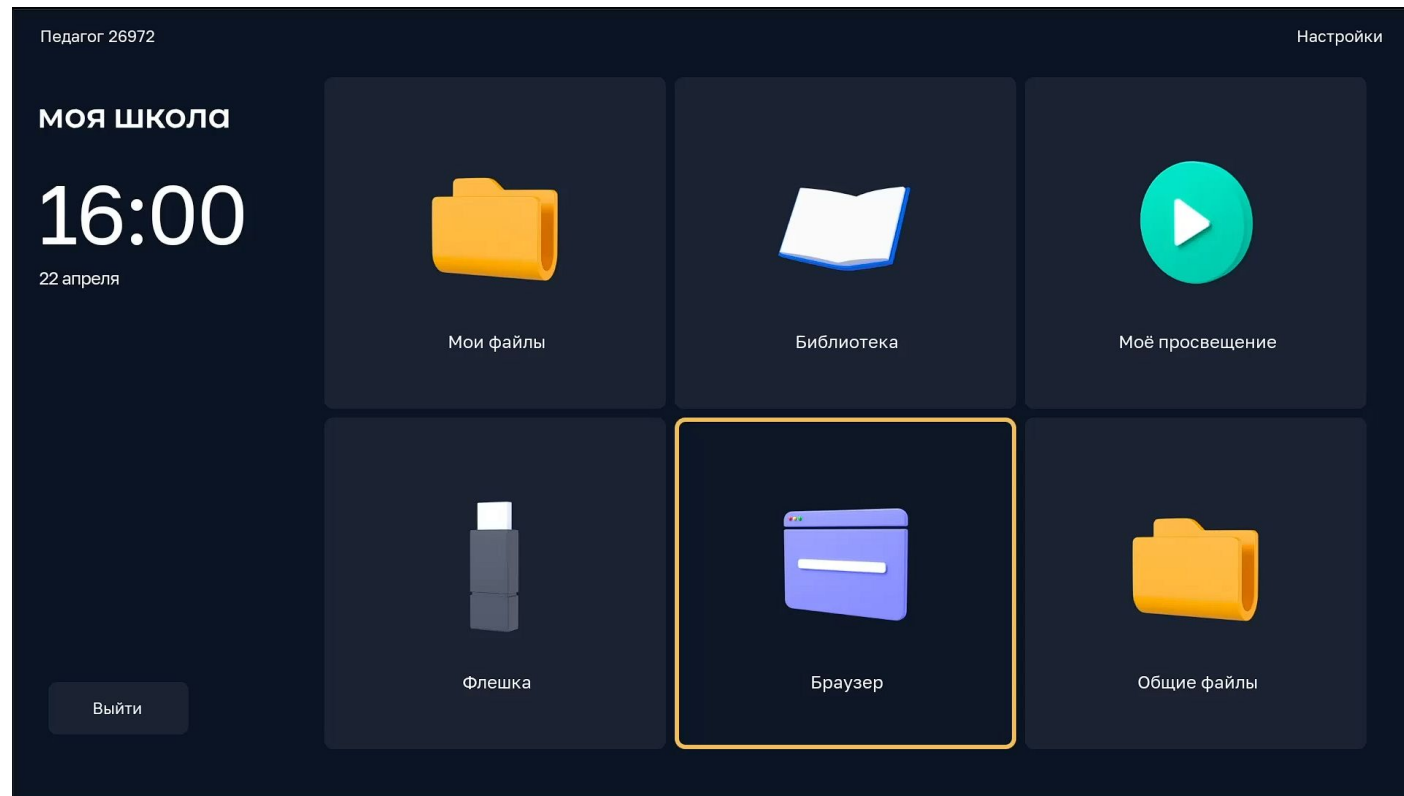 Педагог 26972
Настройки
моя школа
16:00
22 апреля
Мои файлы
Библиотека
Моё просвещение
Флешка
Браузер
Общие файлы
Выйти